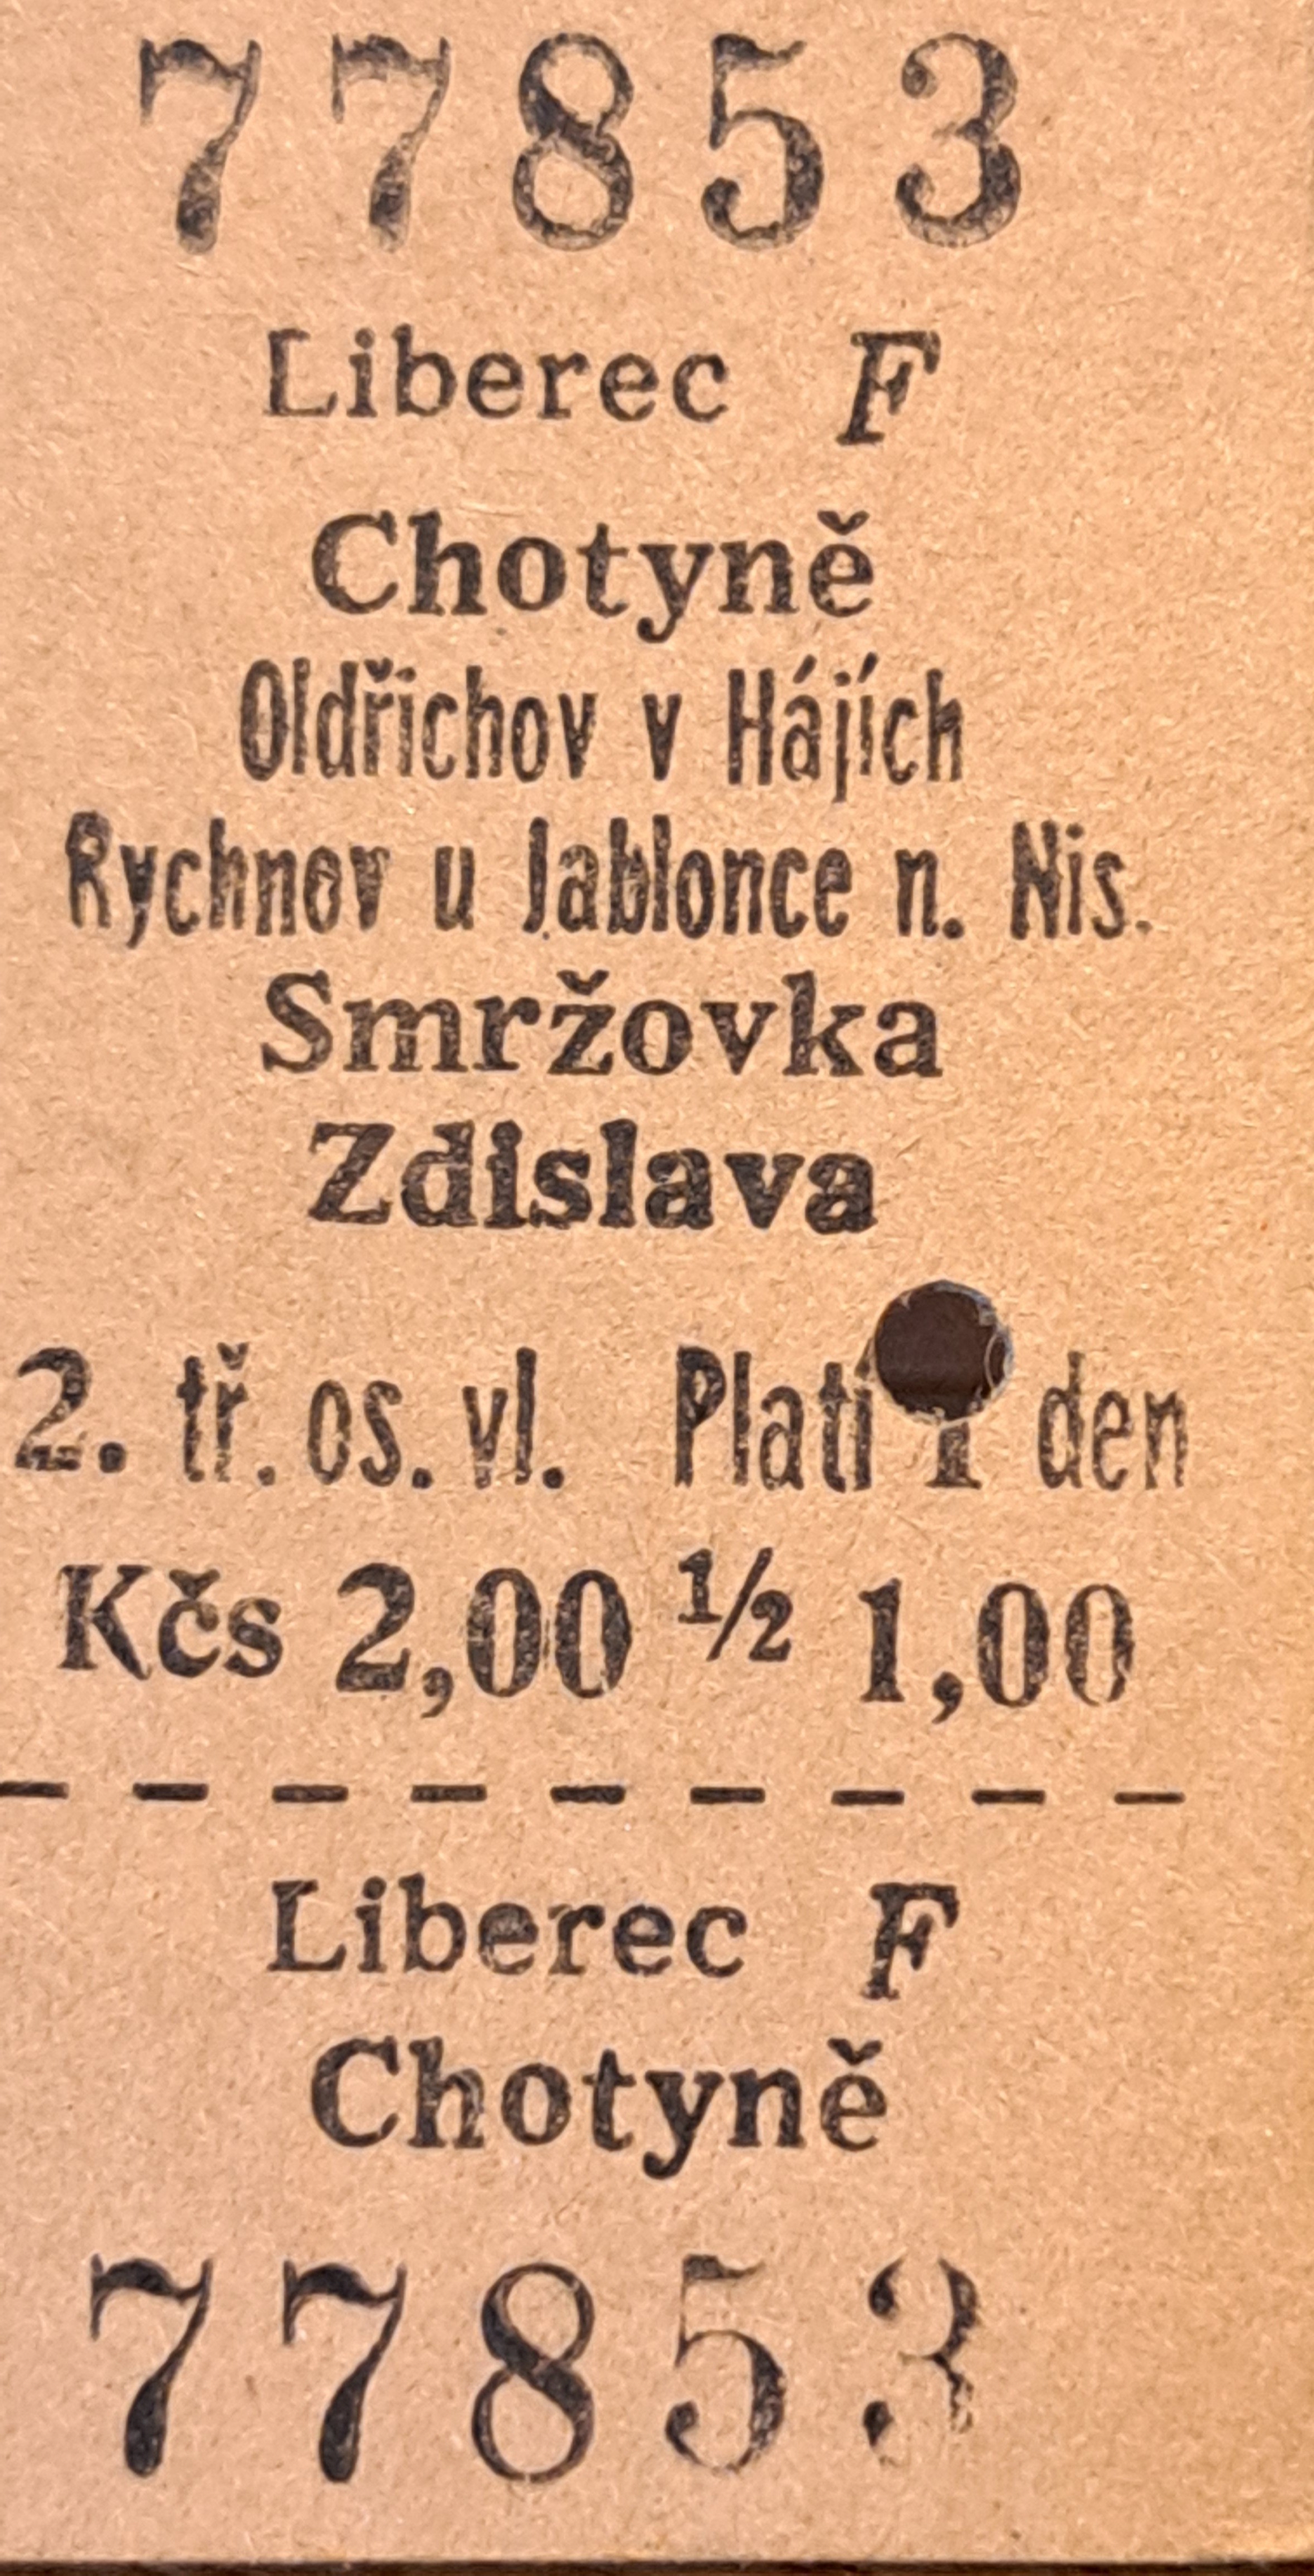 77853
Liberec F
Chotyně
Oldřichov v Hájích
Rychnov u Jablonce n. Nis.
Smržovka
Zdislava
2. tř. os. vl. Platí 1 den
Kčs 2,00 ½ 1,00
Liberec F
Chotyně
77853